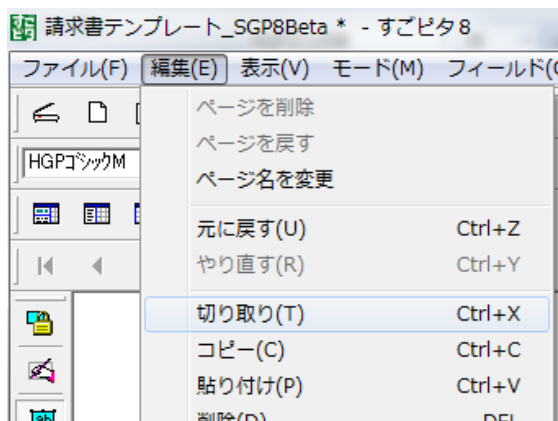 請求書テンプレート_SGP8Beta * - すごピタ8
ファイル(F) 編集(E) 表示(V) モード(M) フィールド(
ページを削除
HGPゴシックM
ページを戻す
ページ名を変更
元に戻す(U) Ctrl+Z
やり直す(R) Ctrl+Y
切り取り(T) Ctrl+X
コピー(C) Ctrl+C
貼り付け(P) Ctrl+V
削除(D) DEL